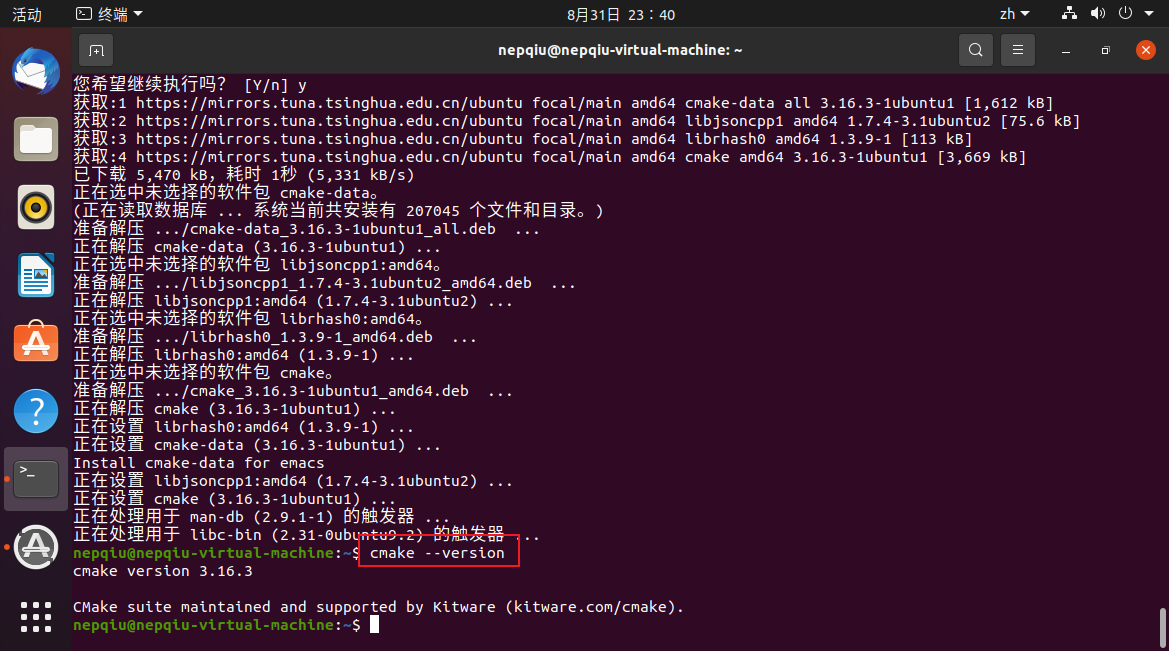 活动
终端
8月31日 23:40
zh
nepqiu@nepqiu-virtual-machine: ~
您希望继续执行吗? [Y/n] y
获取:1 https://mirrors.tuna.tsinghua.edu.cn/ubuntu focal/main amd64 cmake-data all 3.16.3-1ubuntu1 [1,612 kB]
获取:2 https://mirrors.tuna.tsinghua.edu.cn/ubuntu focal/main amd64 libjsoncpp1 amd64 1.7.4-3.1ubuntu2 [75.6 kB]
获取:3 https://mirrors.tuna.tsinghua.edu.cn/ubuntu focal/main amd64 librhash0 amd64 1.3.9-1 [113 kB]
获取:4 https://mirrors.tuna.tsinghua.edu.cn/ubuntu focal/main amd64 cmake amd64 3.16.3-1ubuntu1 [3,669 kB]
已下载 5,470 kB，耗时 1秒 (5,331 kB/s)
正在选中未选择的软件包 cmake-data。
(正在读取数据库 ... 系统当前共安装有 207045 个文件和目录。)
准备解压 .../cmake-data_3.16.3-1ubuntu1_all.deb  ...
正在解压 cmake-data (3.16.3-1ubuntu1) ...
正在选中未选择的软件包 libjsoncpp1:amd64。
准备解压 .../libjsoncpp1_1.7.4-3.1ubuntu2_amd64.deb  ...
正在解压 libjsoncpp1:amd64 (1.7.4-3.1ubuntu2) ...
正在选中未选择的软件包 librhash0:amd64。
准备解压 .../librhash0_1.3.9-1_amd64.deb  ...
正在解压 librhash0:amd64 (1.3.9-1) ...
正在选中未选择的软件包 cmake。
准备解压 .../cmake_3.16.3-1ubuntu1_amd64.deb  ...
正在解压 cmake (3.16.3-1ubuntu1) ...
正在设置 librhash0:amd64 (1.3.9-1) ...
正在设置 cmake-data (3.16.3-1ubuntu1) ...
Install cmake-data for emacs
正在设置 libjsoncpp1:amd64 (1.7.4-3.1ubuntu2) ...
正在设置 cmake (3.16.3-1ubuntu1) ...
正在处理用于 man-db (2.9.1-1) 的触发器 ...
正在处理用于 libc-bin (2.31-0ubuntu9.2) 的触发器 ...
nepqiu@nepqiu-virtual-machine:~$ cmake --version
cmake version 3.16.3

CMake suite maintained and supported by Kitware (kitware.com/cmake).
nepqiu@nepqiu-virtual-machine:~$